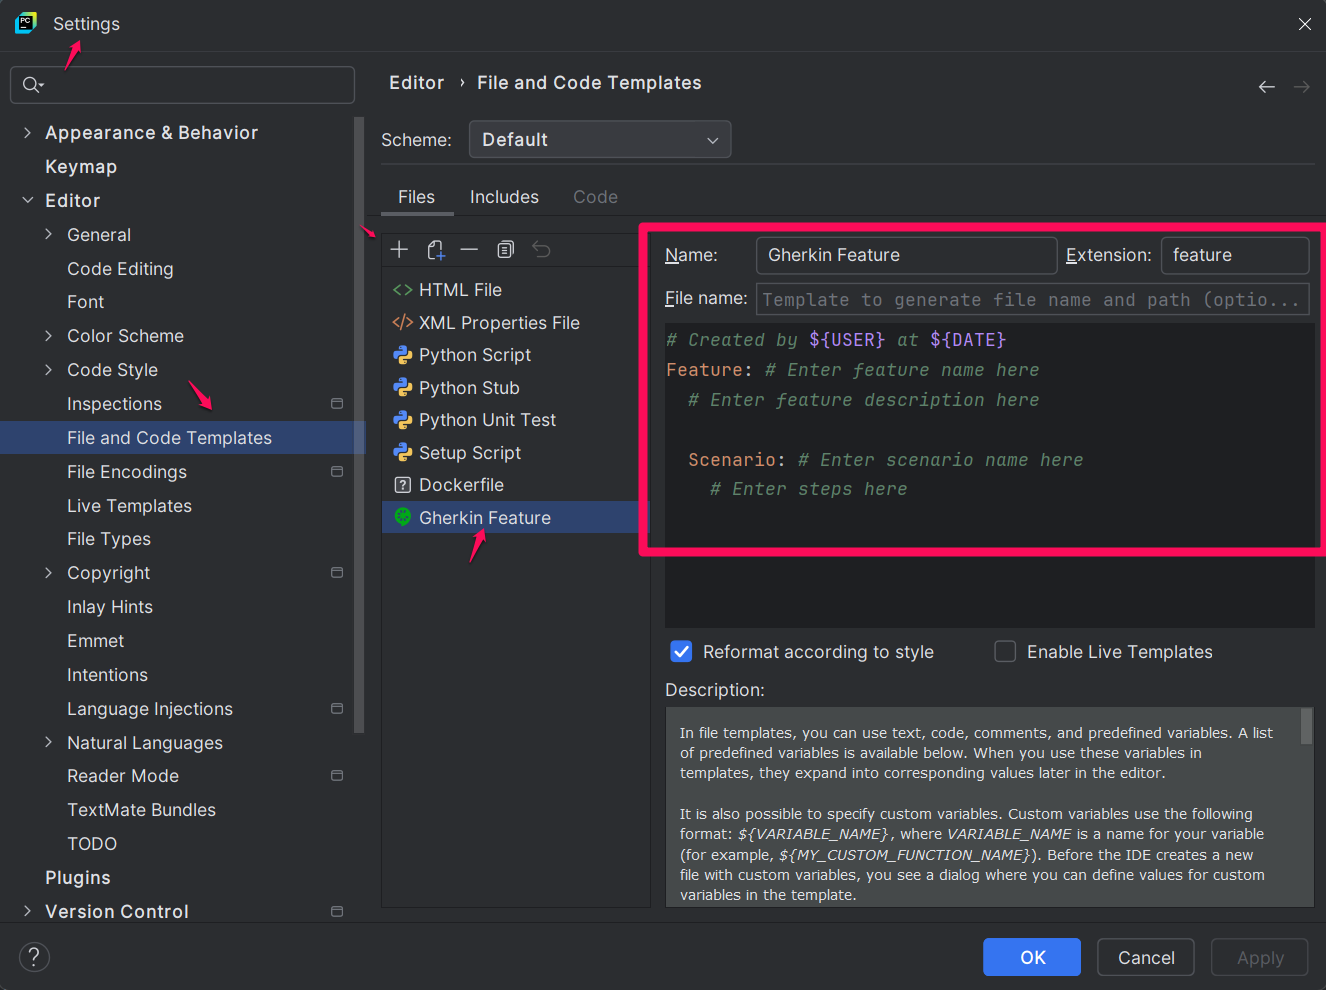 PC
Settings
Editor › File and Code Templates
Scheme: Default
Appearance & Behavior
Keymap
Editor
General
Code Editing
Font
Color Scheme
Code Style
Inspections
File and Code Templates
File Encodings
Live Templates
File Types
Copyright
Inlay Hints
Emmet
Intentions
Language Injections
Natural Languages
Reader Mode
TextMate Bundles
TODO
Plugins
Version Control
Files Includes Code
HTML File
XML Properties File
Python Script
Python Stub
Python Unit Test
Setup Script
Dockerfile
Gherkin Feature
Name: Gherkin Feature Extension: feature
File name: Template to generate file name and path (optio...
# Created by ${USER} at ${DATE}
Feature: # Enter feature name here
# Enter feature description here
Scenario: # Enter scenario name here
# Enter steps here
Reformat according to style Enable Live Templates
Description:
In file templates, you can use text, code, comments, and predefined variables. A list
of predefined variables is available below. When you use these variables in
templates, they expand into corresponding values later in the editor.
It is also possible to specify custom variables. Custom variables use the following
format: ${VARIABLE_NAME}, where VARIABLE_NAME is a name for your variable
(for example, ${MY_CUSTOM_FUNCTION_NAME}). Before the IDE creates a new
file with custom variables, you see a dialog where you can define values for custom
variables in the template.
? OK Cancel Apply